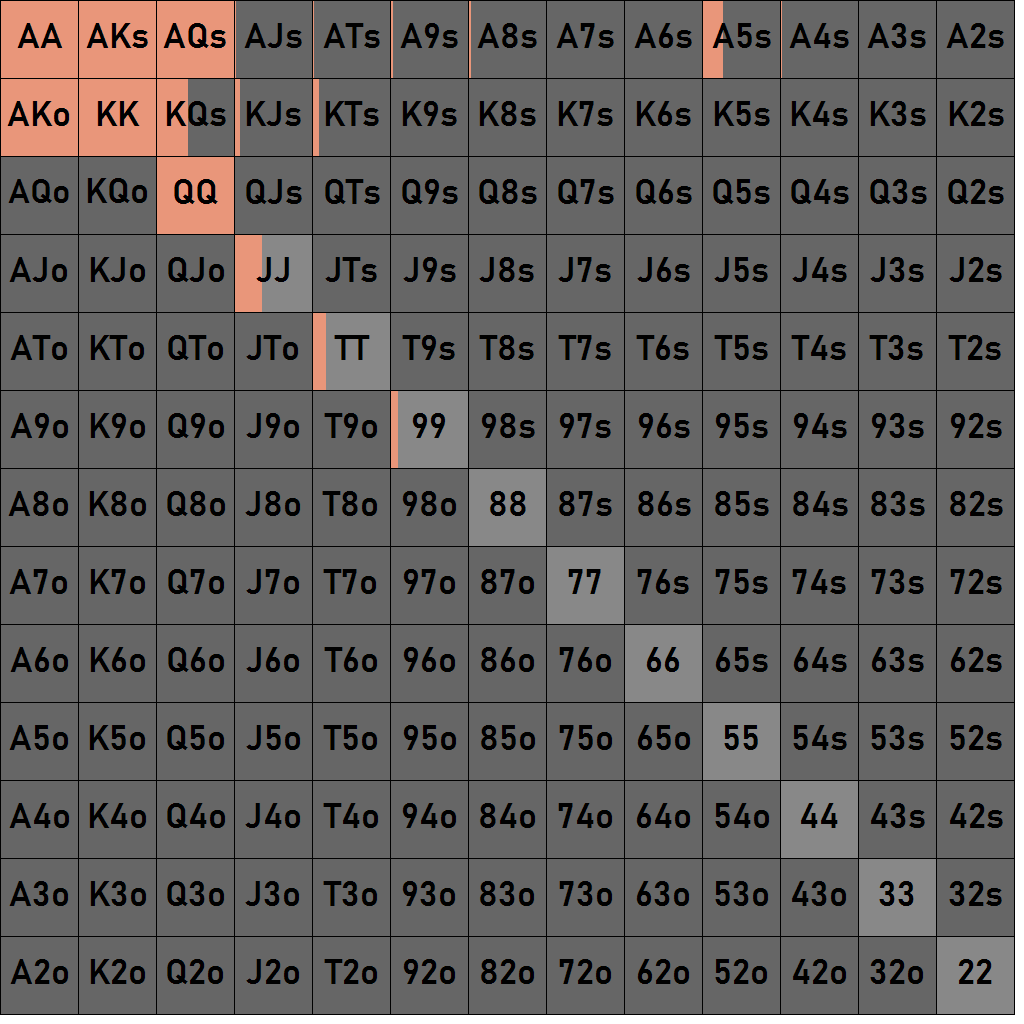 AA AKs AQs AJs ATs A9s A8s A7s A6s A5s A4s A3s A2s
AKo KK KQs KJs KTs K9s K8s K7s K6s K5s K4s K3s K2s
AQo KQo QQ QJs QTs Q9s Q8s Q7s Q6s Q5s Q4s Q3s Q2s
AJo KJo QJo JJ JTs J9s J8s J7s J6s J5s J4s J3s J2s
ATo KTo QTo JTo TT T9s T8s T7s T6s T5s T4s T3s T2s
A9o K9o Q9o J9o T9o 99 98s 97s 96s 95s 94s 93s 92s
A8o K8o Q8o J8o T8o 98o 88 87s 86s 85s 84s 83s 82s
A7o K7o Q7o J7o T7o 97o 87o 77 76s 75s 74s 73s 72s
A6o K6o Q6o J6o T6o 96o 86o 76o 66 65s 64s 63s 62s
A5o K5o Q5o J5o T5o 95o 85o 75o 65o 55 54s 53s 52s
A4o K4o Q4o J4o T4o 94o 84o 74o 64o 54o 44 43s 42s
A3o K3o Q3o J3o T3o 93o 83o 73o 63o 53o 43o 33 32s
A2o K2o Q2o J2o T2o 92o 82o 72o 62o 52o 42o 32o 22